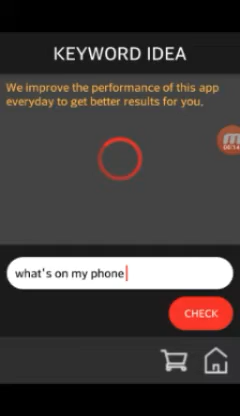 KEYWORD IDEA
We improve the performance of this app
everyday to get better results for you.
what's on my phone
CHECK